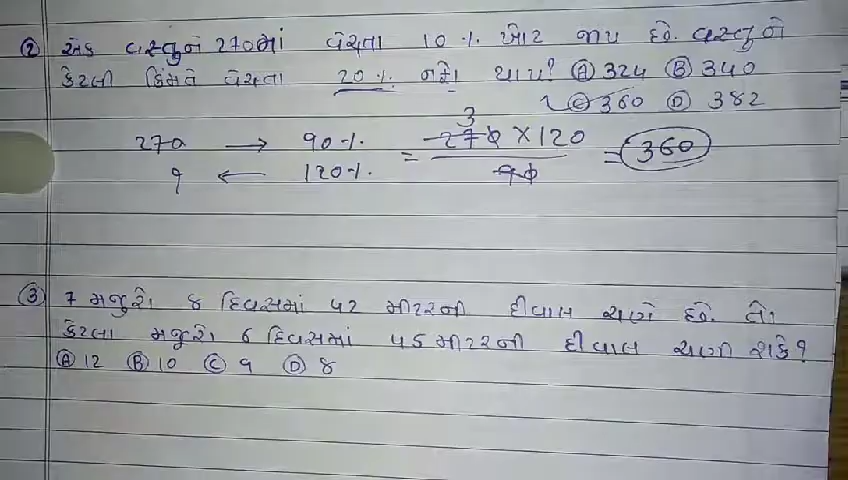 ② એક વસ્તુને 270માં વેચતા 10 %. ખોટ જાય છે. વસ્તુને
કેટલી કિંમતે વેચતા 20 %. નફો થાય? Ⓐ 324 Ⓑ 340
Ⓒ 360 Ⓓ 382
270 → 90 %. = 270 × 120 / 90 = 360
? ← 120 %.
3
③ 7 મજુરો 8 દિવસમાં 42 મીટરની દીવાલ ચણે છે. તો
કેટલા મજુરો 6 દિવસમાં 45 મીટરની દીવાલ ચણી શકે?
Ⓐ 12 Ⓑ 10 Ⓒ 9 Ⓓ 8